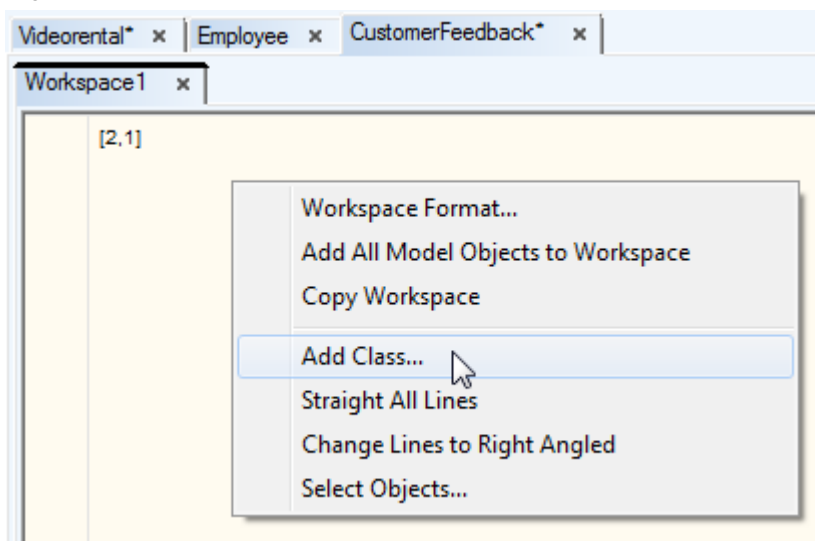 Videorental* × Employee × CustomerFeedback* ×
Workspace1 ×
[2,1]
Workspace Format...
Add All Model Objects to Workspace
Copy Workspace
Add Class...
Straight All Lines
Change Lines to Right Angled
Select Objects...